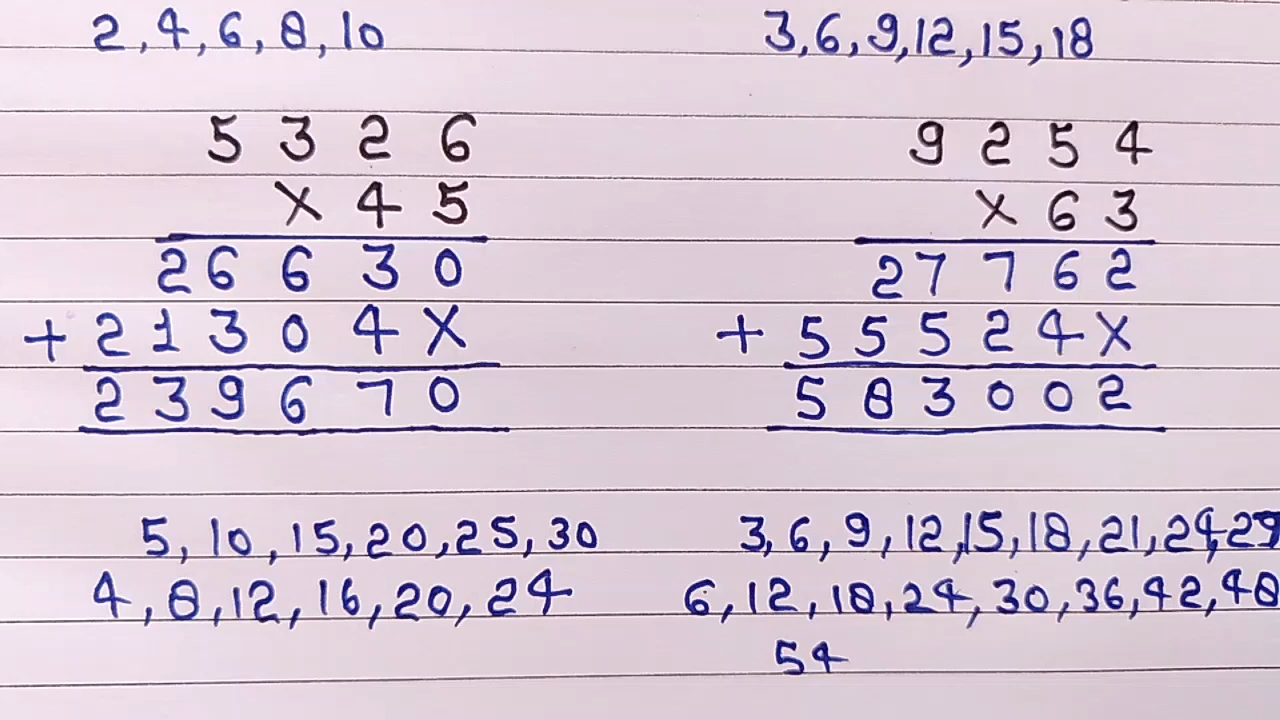 2, 4, 6, 8, 10
5 3 2 6
X 4 5
2 6 6 3 0
+ 2 1 3 0 4 X
2 3 9 6 7 0
5, 10, 15, 20, 25, 30
4, 8, 12, 16, 20, 24
3, 6, 9, 12, 15, 18
9 2 5 4
X 6 3
2 7 7 6 2
+ 5 5 5 2 4 X
5 8 3 0 0 2
3, 6, 9, 12, 15, 18, 21, 24,
6, 12, 18, 24, 30, 36, 42, 48
54